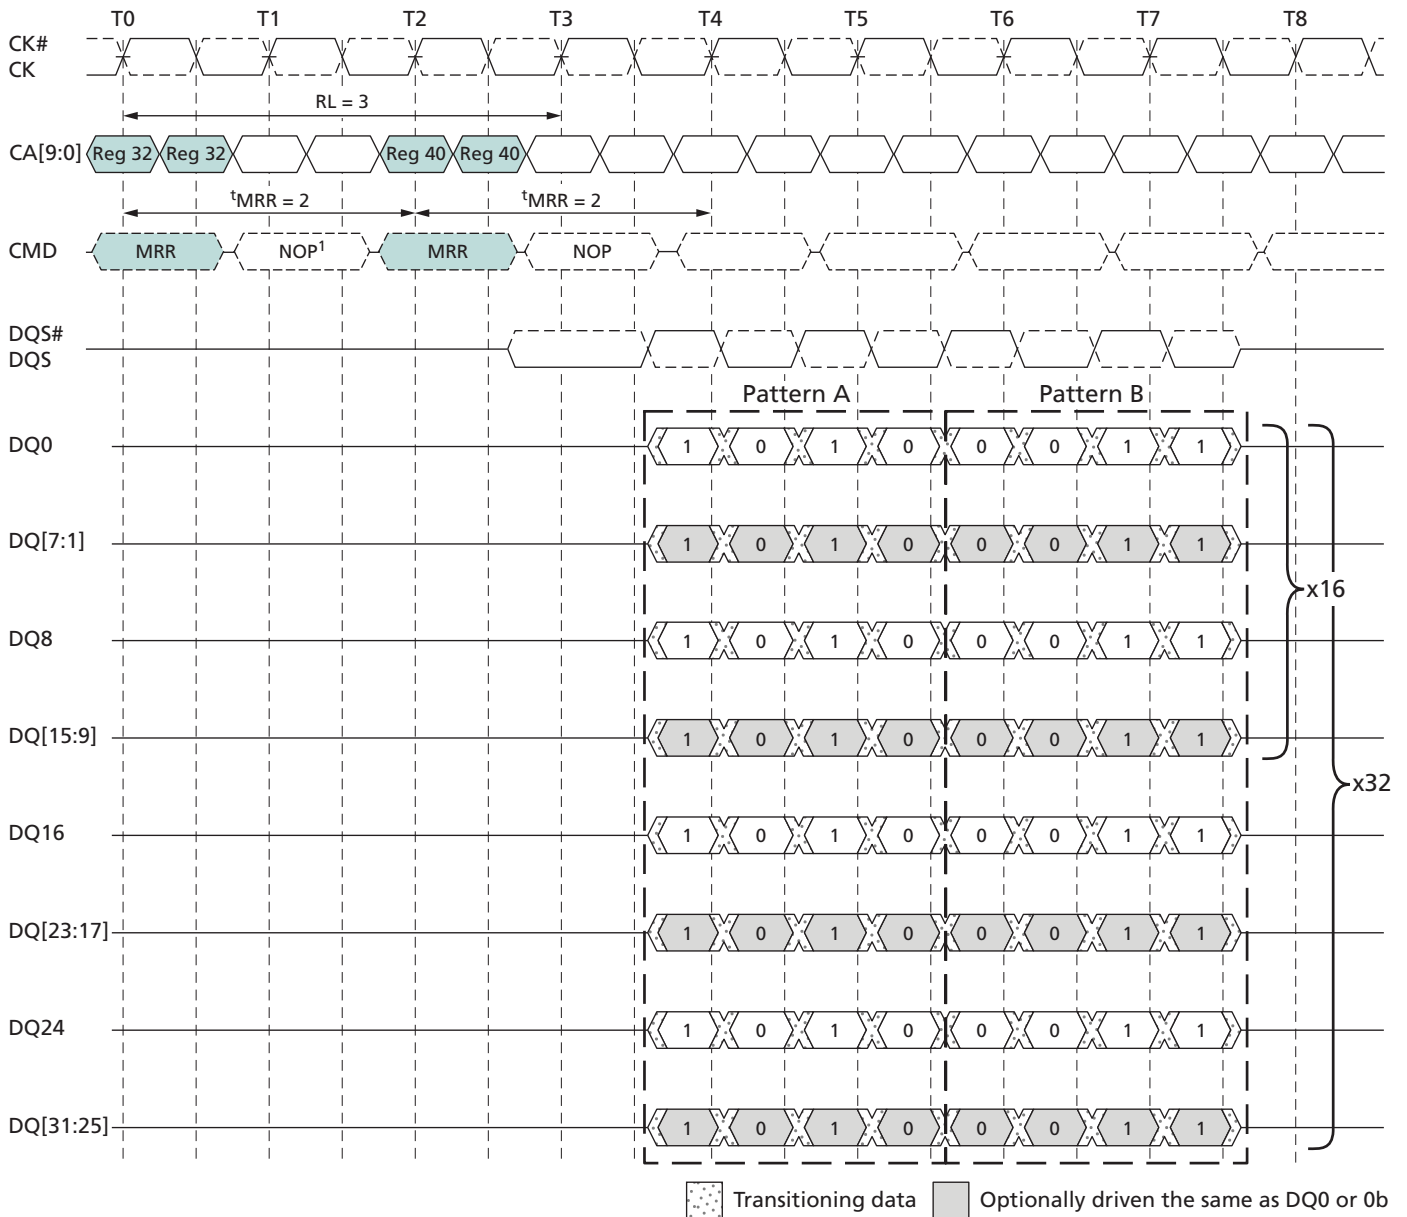 T0 T1 T2 T3 T4 T5 T6 T7 T8
CK#
CK
RL = 3
CA[9:0] Reg 32 Reg 32 Reg 40 Reg 40
tMRR = 2 tMRR = 2
CMD MRR NOP1 MRR NOP
DQS#
DQS
Pattern A Pattern B
DQ0 1 0 1 0 0 0 1 1
DQ[7:1] 1 0 1 0 0 0 1 1
x16
DQ8 1 0 1 0 0 0 1 1
DQ[15:9] 1 0 1 0 0 0 1 1
x32
DQ16 1 0 1 0 0 0 1 1
DQ[23:17] 1 0 1 0 0 0 1 1
DQ24 1 0 1 0 0 0 1 1
DQ[31:25] 1 0 1 0 0 0 1 1
Transitioning data Optionally driven the same as DQ0 or 0b